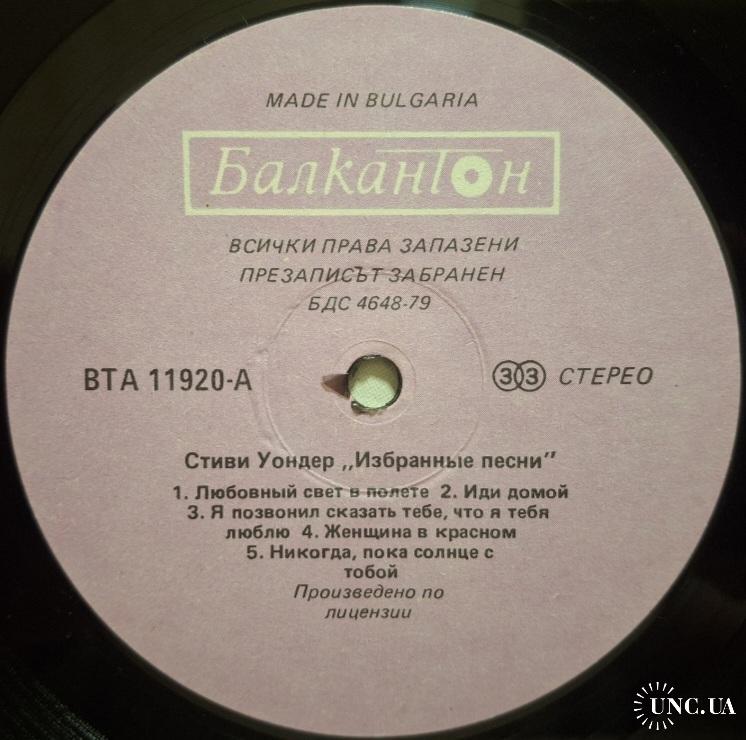 MADE IN BULGARIA
Балкантон
ВСИЧКИ ПРАВА ЗАПАЗЕНИ
ПРЕЗАПИСЪТ ЗАБРАНЕН
БДС 4648-79
ВТА 11920-А
33 СТЕРЕО
Стиви Уондер „Избранные песни"
1. Любовный свет в полете 2. Иди домой
3. Я позвонил сказать тебе, что я тебя
люблю 4. Женщина в красном
5. Никогда, пока солнце с
тобой
Произведено по
лицензии
UNC.UA